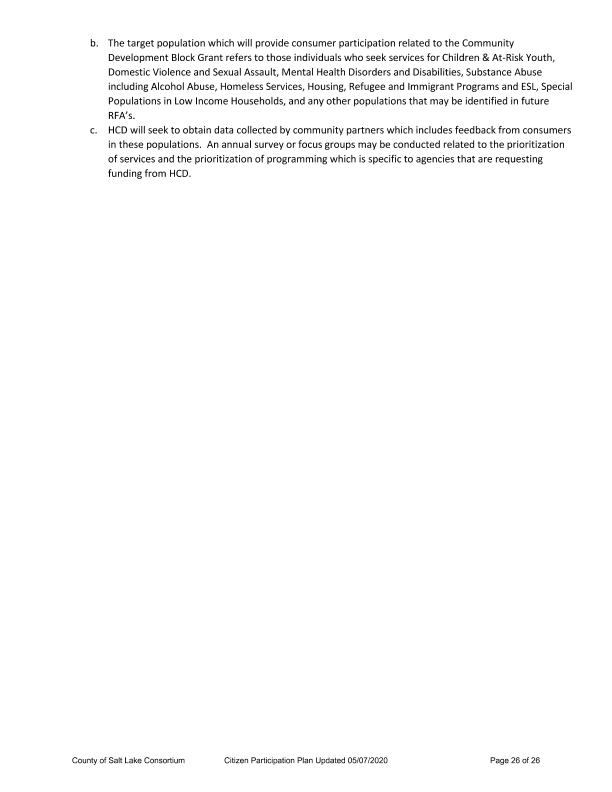 b. The target population which will provide consumer participation related to the Community
Development Block Grant refers to those individuals who seek services for Children & At-Risk Youth,
Domestic Violence and Sexual Assault, Mental Health Disorders and Disabilities, Substance Abuse
including Alcohol Abuse, Homeless Services, Housing, Refugee and Immigrant Programs and ESL, Special
Populations in Low Income Households, and any other populations that may be identified in future
RFA's.
c. HCD will seek to obtain data collected by community partners which includes feedback from consumers
in these populations. An annual survey or focus groups may be conducted related to the prioritization
of services and the prioritization of programming which is specific to agencies that are requesting
funding from HCD.
County of Salt Lake Consortium Citizen Participation Plan Updated 05/07/2020 Page 26 of 26